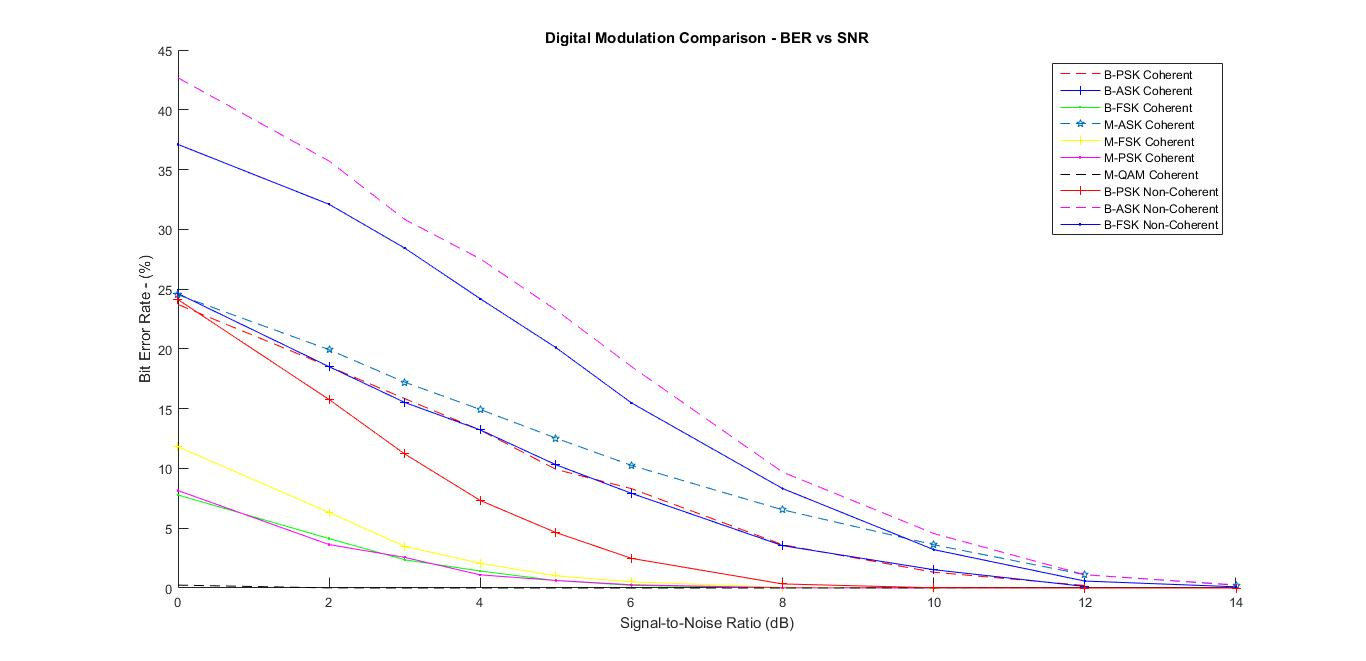 Digital Modulation Comparison - BER vs SNR
45
40
35
30
25
20
15
10
5
0
Bit Error Rate - (%)
B-PSK Coherent
B-ASK Coherent
B-FSK Coherent
M-ASK Coherent
M-FSK Coherent
M-PSK Coherent
M-QAM Coherent
B-PSK Non-Coherent
B-ASK Non-Coherent
B-FSK Non-Coherent
0 2 4 6 8 10 12 14
Signal-to-Noise Ratio (dB)